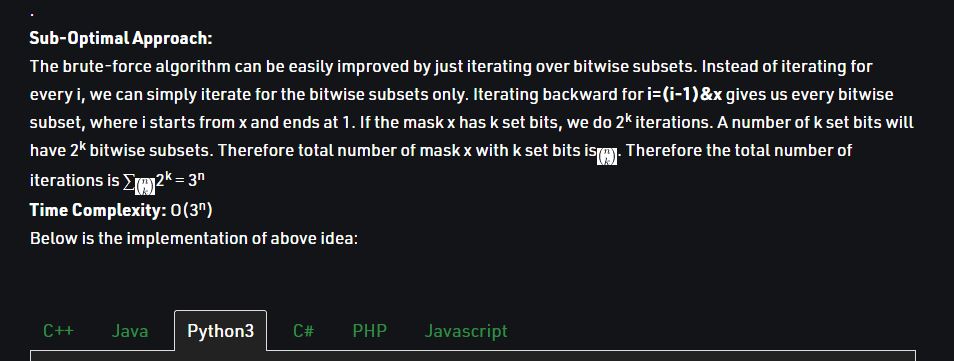 .
Sub-Optimal Approach:
The brute-force algorithm can be easily improved by just iterating over bitwise subsets. Instead of iterating for
every i, we can simply iterate for the bitwise subsets only. Iterating backward for i=(i-1)&x gives us every bitwise
subset, where i starts from x and ends at 1. If the mask x has k set bits, we do 2ᵏ iterations. A number of k set bits will
have 2ᵏ bitwise subsets. Therefore total number of mask x with k set bits is(n k). Therefore the total number of
iterations is ∑(n k)2ᵏ = 3ⁿ
Time Complexity: O(3ⁿ)
Below is the implementation of above idea:
C++ Java Python3 C# PHP Javascript